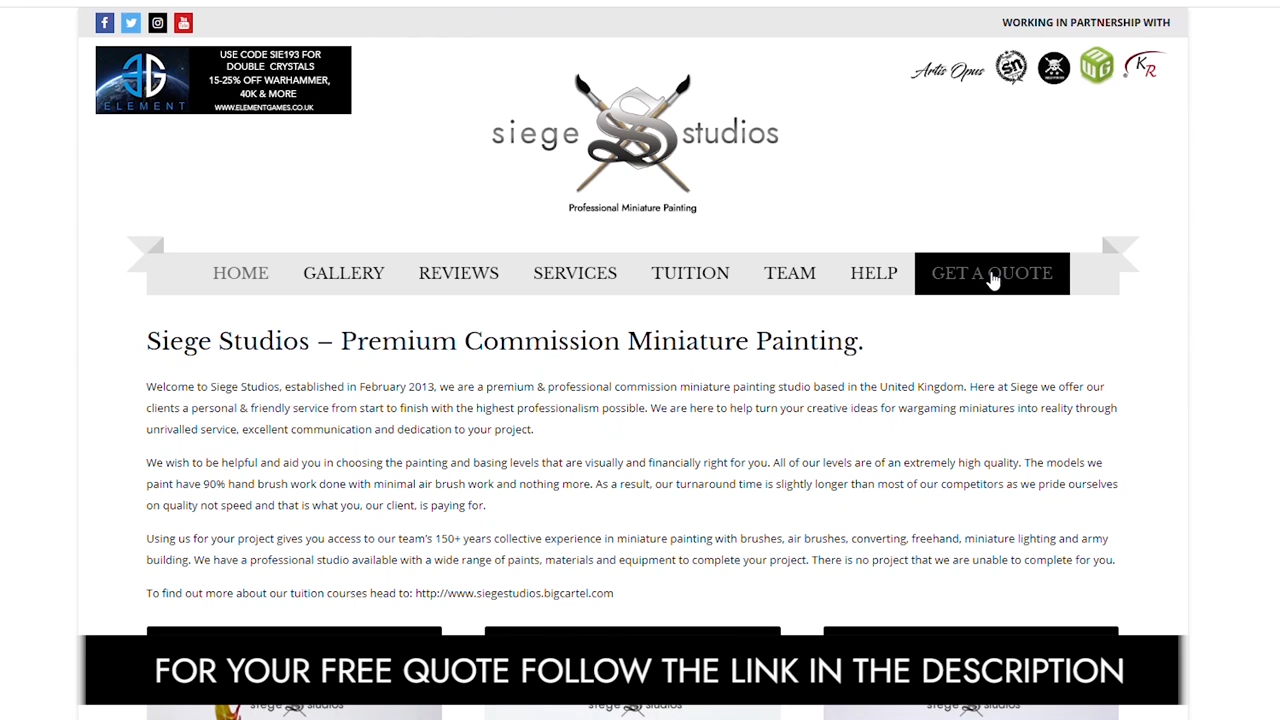 WORKING IN PARTNERSHIP WITH
USE CODE SIE193 FOR
DOUBLE CRYSTALS
15-25% OFF WARHAMMER,
40K & MORE
WWW.ELEMENTGAMES.CO.UK
ELEMENT
Artis Opus
KR
siege S studios
Professional Miniature Painting
HOME GALLERY REVIEWS SERVICES TUITION TEAM HELP GET A QUOTE
Siege Studios – Premium Commission Miniature Painting.
Welcome to Siege Studios, established in February 2013, we are a premium & professional commission miniature painting studio based in the United Kingdom. Here at Siege we offer our
clients a personal & friendly service from start to finish with the highest professionalism possible. We are here to help turn your creative ideas for wargaming miniatures into reality through
unrivalled service, excellent communication and dedication to your project.
We wish to be helpful and aid you in choosing the painting and basing levels that are visually and financially right for you. All of our levels are of an extremely high quality. The models we
paint have 90% hand brush work done with minimal air brush work and nothing more. As a result, our turnaround time is slightly longer than most of our competitors as we pride ourselves
on quality not speed and that is what you, our client, is paying for.
Using us for your project gives you access to our team's 150+ years collective experience in miniature painting with brushes, air brushes, converting, freehand, miniature lighting and army
building. We have a professional studio available with a wide range of paints, materials and equipment to complete your project. There is no project that we are unable to complete for you.
To find out more about our tuition courses head to: http://www.siegestudios.bigcartel.com
FOR YOUR FREE QUOTE FOLLOW THE LINK IN THE DESCRIPTION